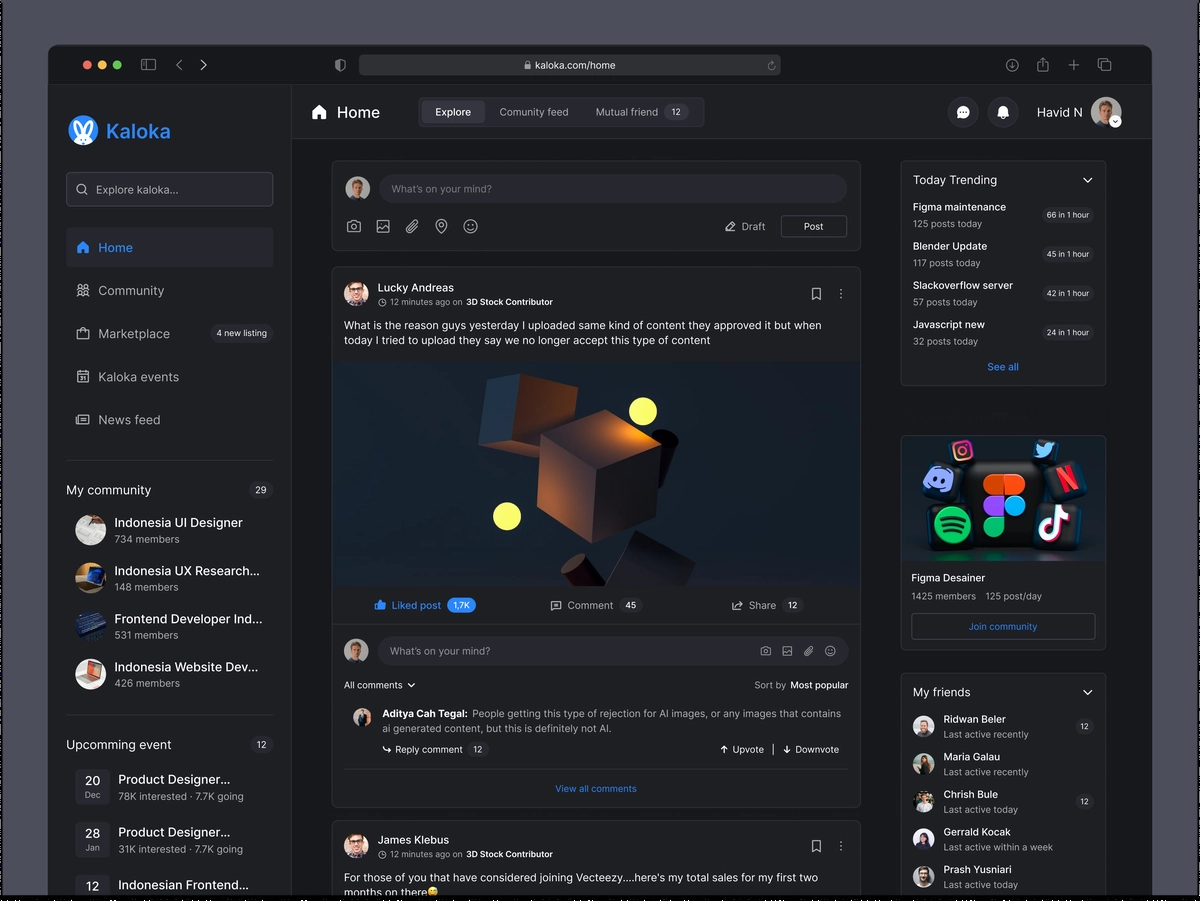 kaloka.com/home
Kaloka
Explore kaloka...
Home
Community
Marketplace
4 new listing
31
Kaloka events
News feed
My community
29
Indonesia UI Designer
734 members
Indonesia UX Research...
148 members
Frontend Developer Ind...
531 members
Indonesia Website Dev...
426 members
Upcomming event
12
20
Dec
Product Designer...
78K interested · 7.7K going
28
Jan
Product Designer...
31K interested · 7.7K going
12
Indonesian Frontend...
Home
Explore
Comunity feed
Mutual friend
12
Havid N
What's on your mind?
Draft
Post
Lucky Andreas
12 minutes ago on 3D Stock Contributor
What is the reason guys yesterday I uploaded same kind of content they approved it but when
today I tried to upload they say we no longer accept this type of content
Liked post
1,7K
Comment
45
Share
12
What's on your mind?
All comments
Sort by Most popular
Aditya Cah Tegal: People getting this type of rejection for AI images, or any images that contains
ai generated content, but this is definitely not AI.
Reply comment
12
Upvote
Downvote
View all comments
James Klebus
12 minutes ago on 3D Stock Contributor
For those of you that have considered joining Vecteezy....here's my total sales for my first two
months on there😅
Today Trending
Figma maintenance
125 posts today
66 in 1 hour
Blender Update
117 posts today
45 in 1 hour
Slackoverflow server
57 posts today
42 in 1 hour
Javascript new
32 posts today
24 in 1 hour
See all
Figma Desainer
1425 members
125 post/day
Join community
My friends
Ridwan Beler
Last active recently
12
Maria Galau
Last active recently
Chrish Bule
Last active today
12
Gerrald Kocak
Last active within a week
Prash Yusniari
Last active today